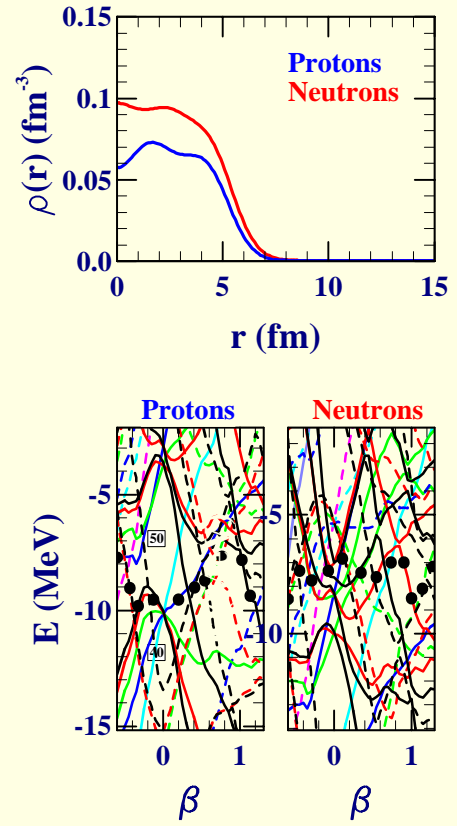 0.15
0.1
0.05
0.0
ρ(r) (fm⁻³)
Protons
Neutrons
0 5 10 15
r (fm)
Protons Neutrons
-5
-10
-15
E (MeV)
50
40
-5
-10
0 1
0 1
β β